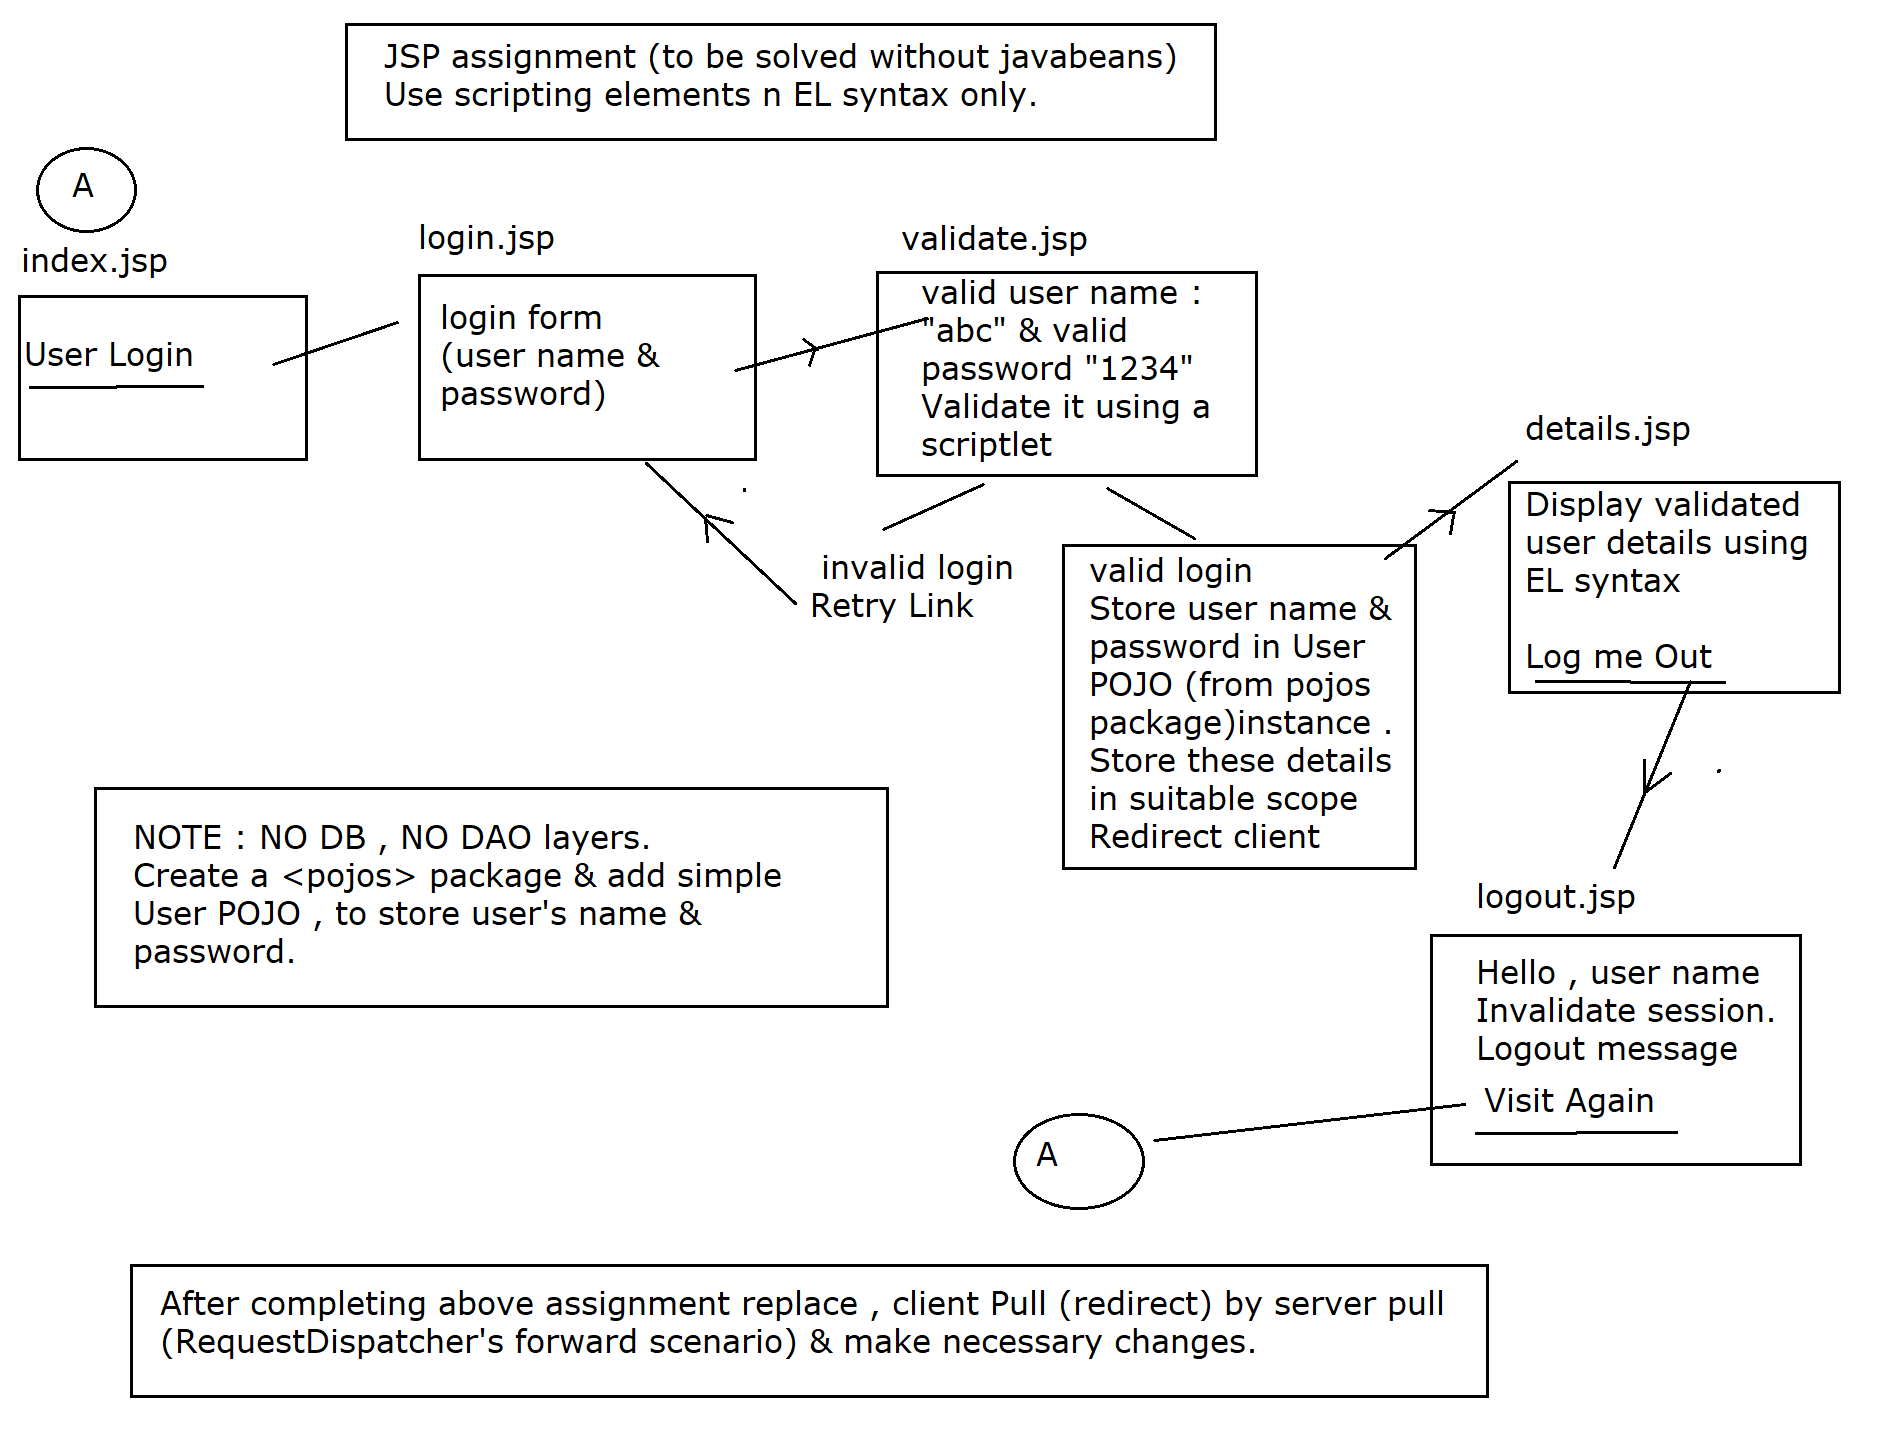 JSP assignment (to be solved without javabeans)
Use scripting elements n EL syntax only.
A
index.jsp
User Login
login.jsp
login form
(user name &
password)
validate.jsp
valid user name :
"abc" & valid
password "1234"
Validate it using a
scriptlet
invalid login
Retry Link
valid login
Store user name &
password in User
POJO (from pojos
package)instance .
Store these details
in suitable scope
Redirect client
details.jsp
Display validated
user details using
EL syntax
Log me Out
logout.jsp
Hello , user name
Invalidate session.
Logout message
Visit Again
A
NOTE : NO DB , NO DAO layers.
Create a <pojos> package & add simple
User POJO , to store user's name &
password.
After completing above assignment replace , client Pull (redirect) by server pull
(RequestDispatcher's forward scenario) & make necessary changes.